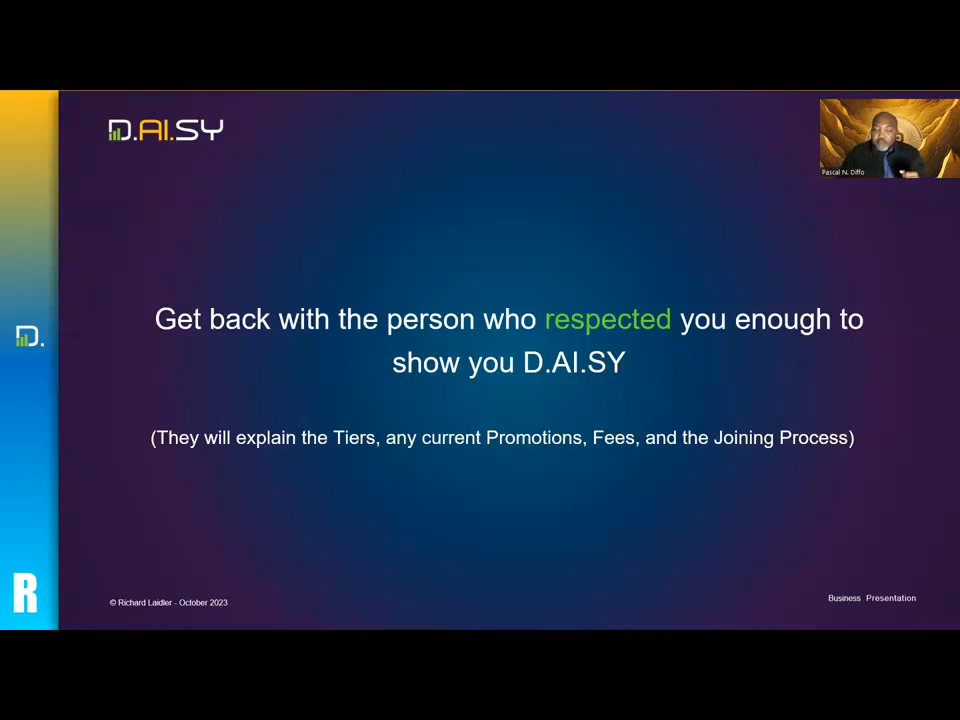 D.AI.SY
Pascal N. Diffo
Get back with the person who respected you enough to
show you D.AI.SY
D.
(They will explain the Tiers, any current Promotions, Fees, and the Joining Process)
R
© Richard Laidler - October 2023
Business Presentation